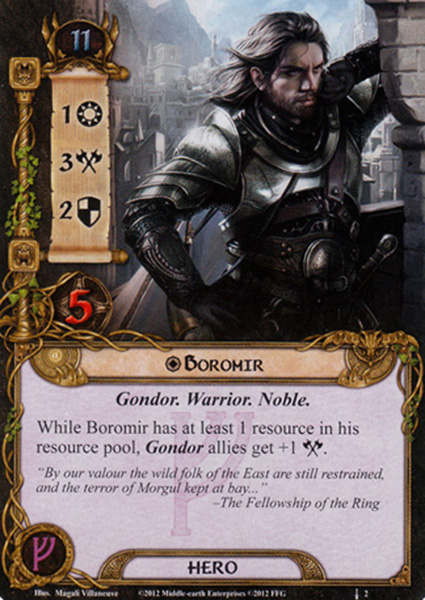 11
1
3
2
5
Boromir
Gondor. Warrior. Noble.
While Boromir has at least 1 resource in his
resource pool, Gondor allies get +1 .
“By our valour the wild folk of the East are still restrained,
and the terror of Morgul kept at bay...”
–The Fellowship of the Ring
HERO
Illus. Magali Villeneuve ©2012 Middle-earth Enterprises ©2012 FFG 2